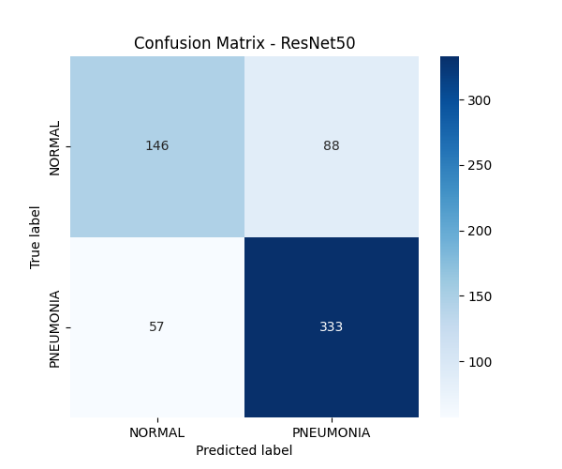 Confusion Matrix - ResNet50
True label
NORMAL
146
88
PNEUMONIA
57
333
NORMAL
PNEUMONIA
Predicted label
300
250
200
150
100